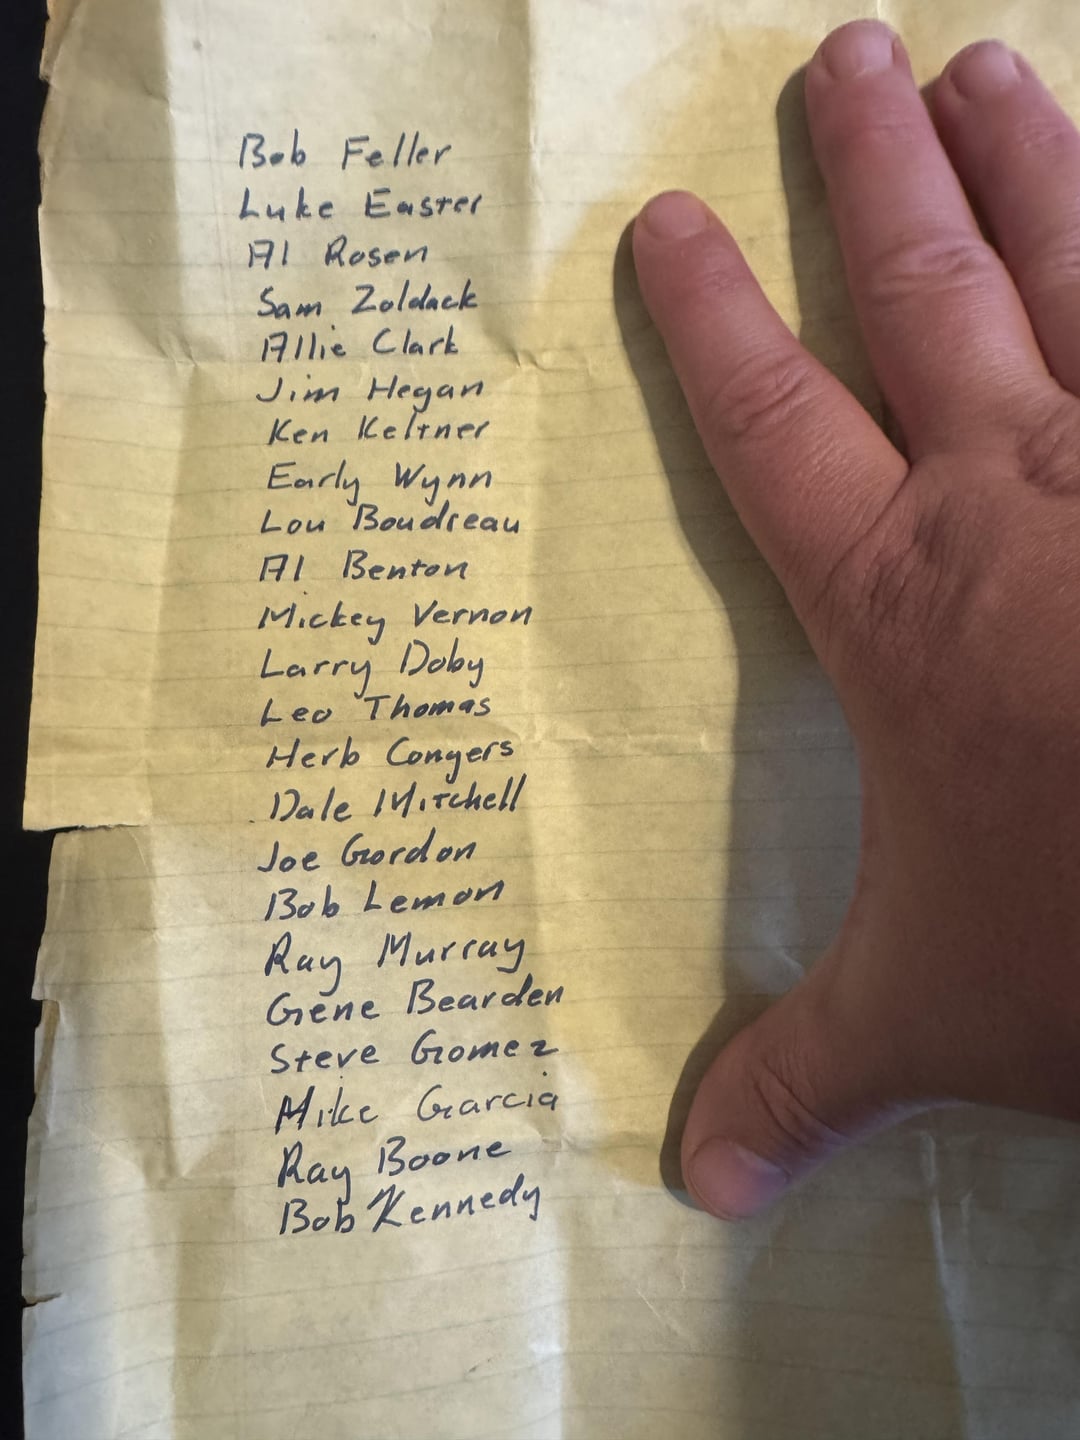 Bob Feller
Luke Easter
Al Rosen
Sam Zoldack
Allie Clark
Jim Hegan
Ken Keltner
Early Wynn
Lou Boudreau
Al Benton
Mickey Vernon
Larry Doby
Leo Thomas
Herb Congers
Dale Mitchell
Joe Gordon
Bob Lemon
Ray Murray
Gene Bearden
Steve Gomez
Mike Garcia
Ray Boone
Bob Kennedy